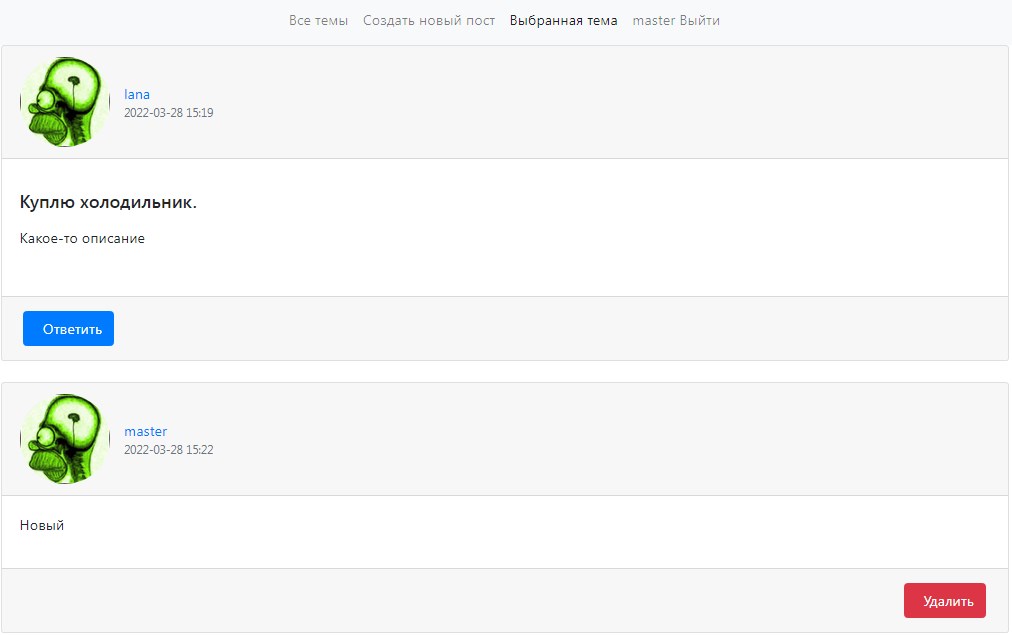 Все темы Создать новый пост Выбранная тема master Выйти
lana
2022-03-28 15:19
Куплю холодильник.
Какое-то описание
Ответить
master
2022-03-28 15:22
Новый
Удалить